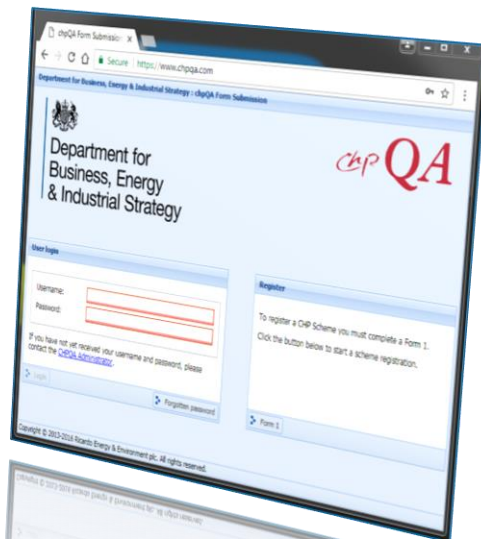 chpQA Form Submission
Secure https://www.chpqa.com
Department for Business, Energy & Industrial Strategy : chpQA Form Submission
Department for
Business, Energy
& Industrial Strategy
chpQA
User login
Username:
Password:
If you have not yet received your username and password, please
contact the CHPQA Administrator.
Login
Forgotten password
Register
To register a CHP Scheme you must complete a Form 1.
Click the button below to start a scheme registration.
Form 1
Copyright © 2013-2016 Ricardo Energy & Environment plc. All rights reserved.